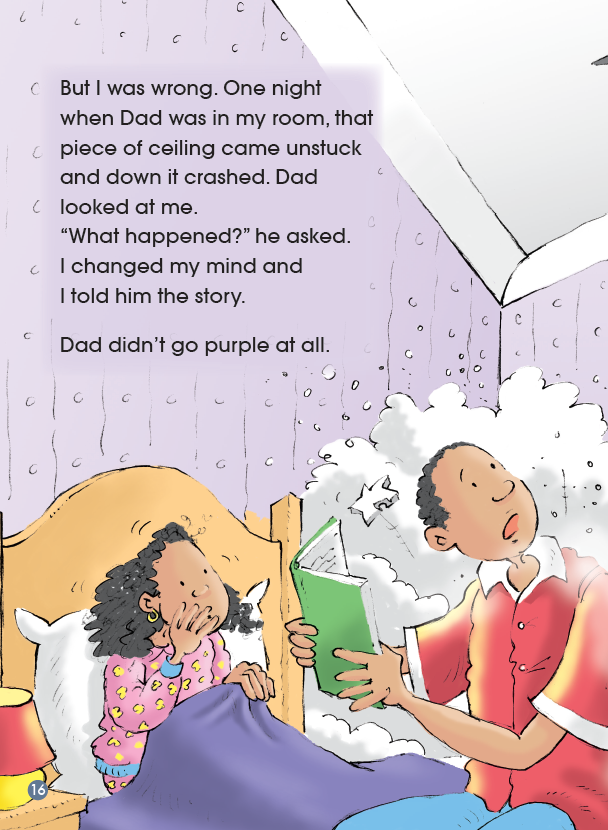 But I was wrong. One night
when Dad was in my room, that
piece of ceiling came unstuck
and down it crashed. Dad
looked at me.
“What happened?” he asked.
I changed my mind and
I told him the story.
Dad didn’t go purple at all.
16